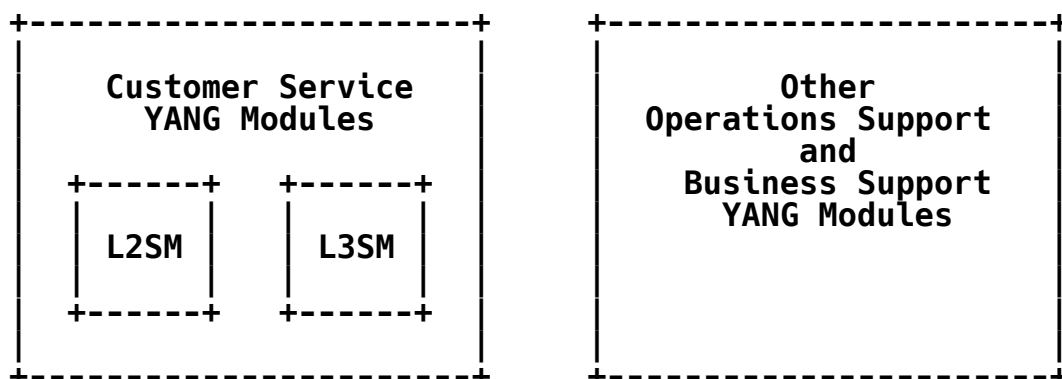 Customer Service
YANG Modules
L2SM
L3SM
Other
Operations Support
and
Business Support
YANG Modules